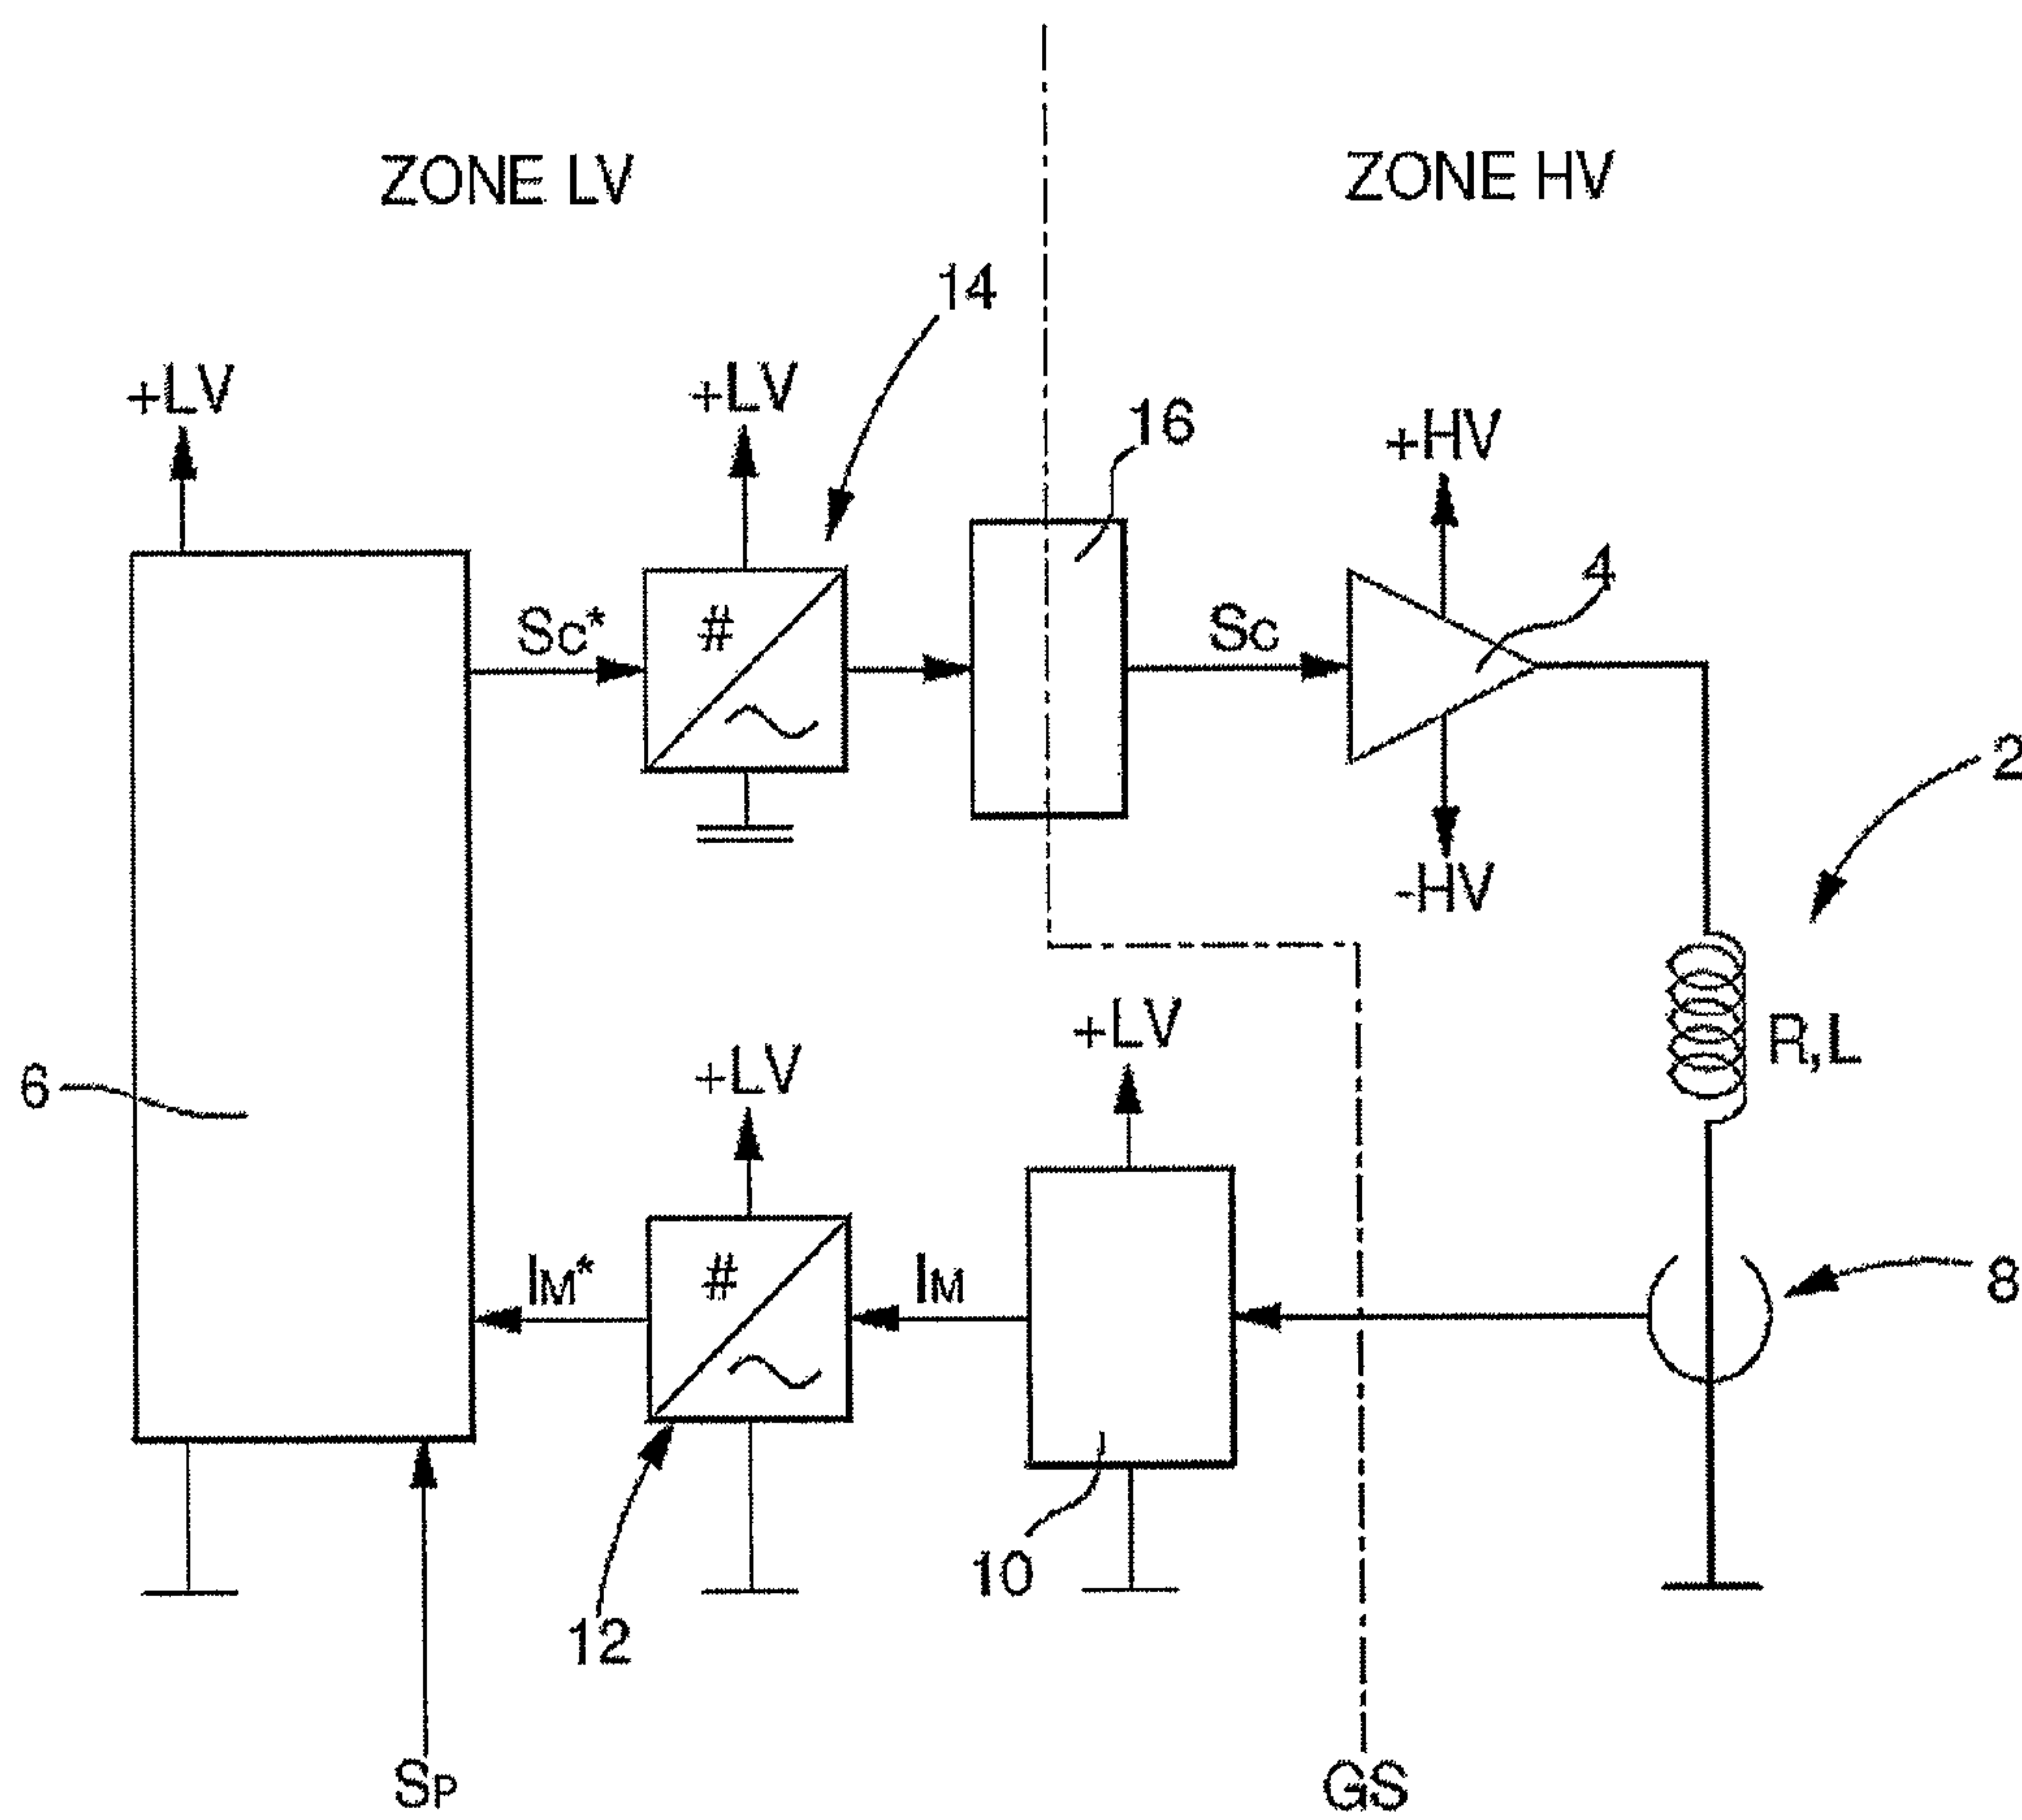 ZONE LV
ZONE HV
14
+LV
+LV
16
+HV
4
Sc*
#
Sc
2
-HV
+LV
R,L
+LV
6
IM*
#
IM
8
10
12
SP
GS